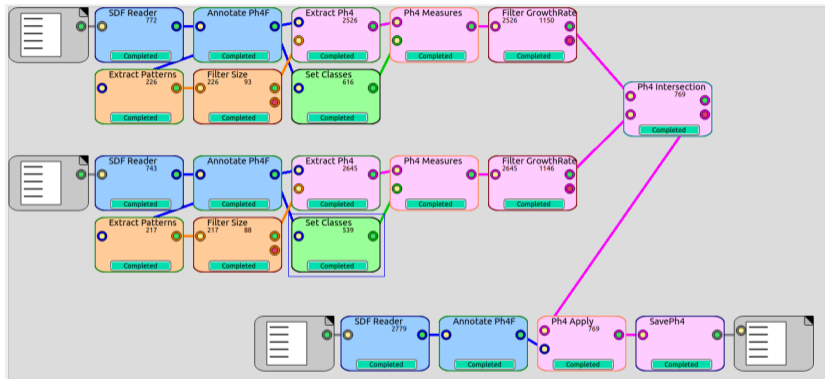 SDF Reader
772
Completed
Annotate Ph4F
Completed
Extract Ph4
2526
Completed
Ph4 Measures
Completed
Filter GrowthRate
2526 1150
Completed
Extract Patterns
226
Completed
Filter Size
226 93
Completed
Set Classes
616
Completed
Ph4 Intersection
769
Completed
SDF Reader
743
Completed
Annotate Ph4F
Completed
Extract Ph4
2645
Completed
Ph4 Measures
Completed
Filter GrowthRate
2645 1146
Completed
Extract Patterns
217
Completed
Filter Size
217 88
Completed
Set Classes
539
Completed
SDF Reader
2779
Completed
Annotate Ph4F
Completed
Ph4 Apply
769
Completed
SavePh4
Completed